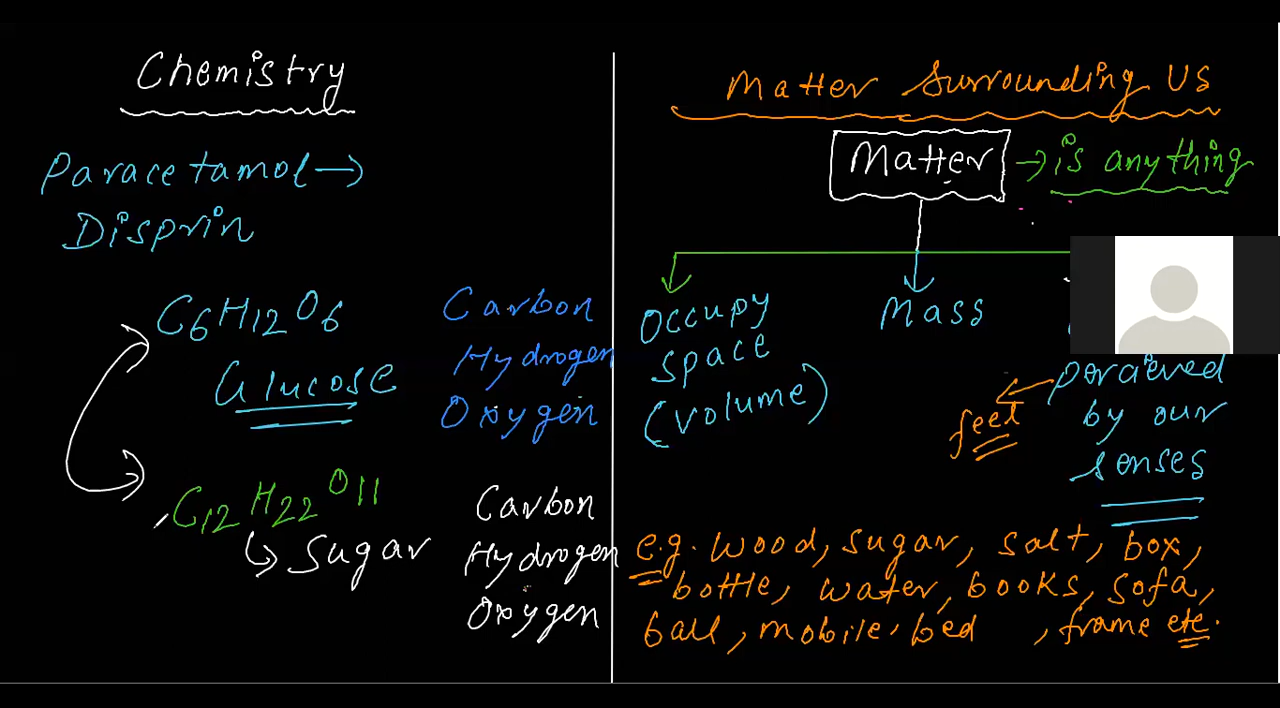 Chemistry
Paracetamol →
Disprin
C6H12O6
Glucose
Carbon
Hydrogen
Oxygen
C12H22O11
↳ Sugar
Carbon
Hydrogen
Oxygen
Matter Surrounding US
Matter → is anything
Occupy
space
(volume)
Mass
perceived
by our
senses
feel
e.g. wood, sugar, salt, box,
bottle, water, books, sofa,
ball, mobile, bed , frame etc.